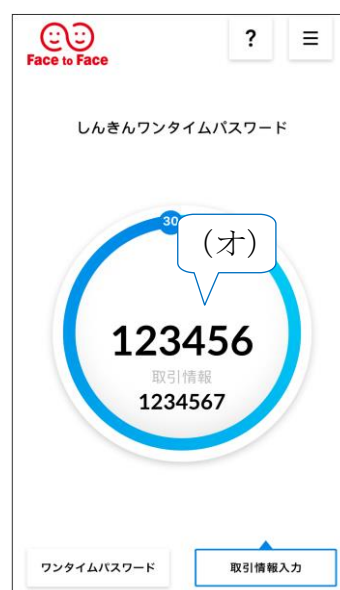 Face to Face
?
しんきんワンタイムパスワード
30
(オ)
123456
取引情報
1234567
ワンタイムパスワード
取引情報入力